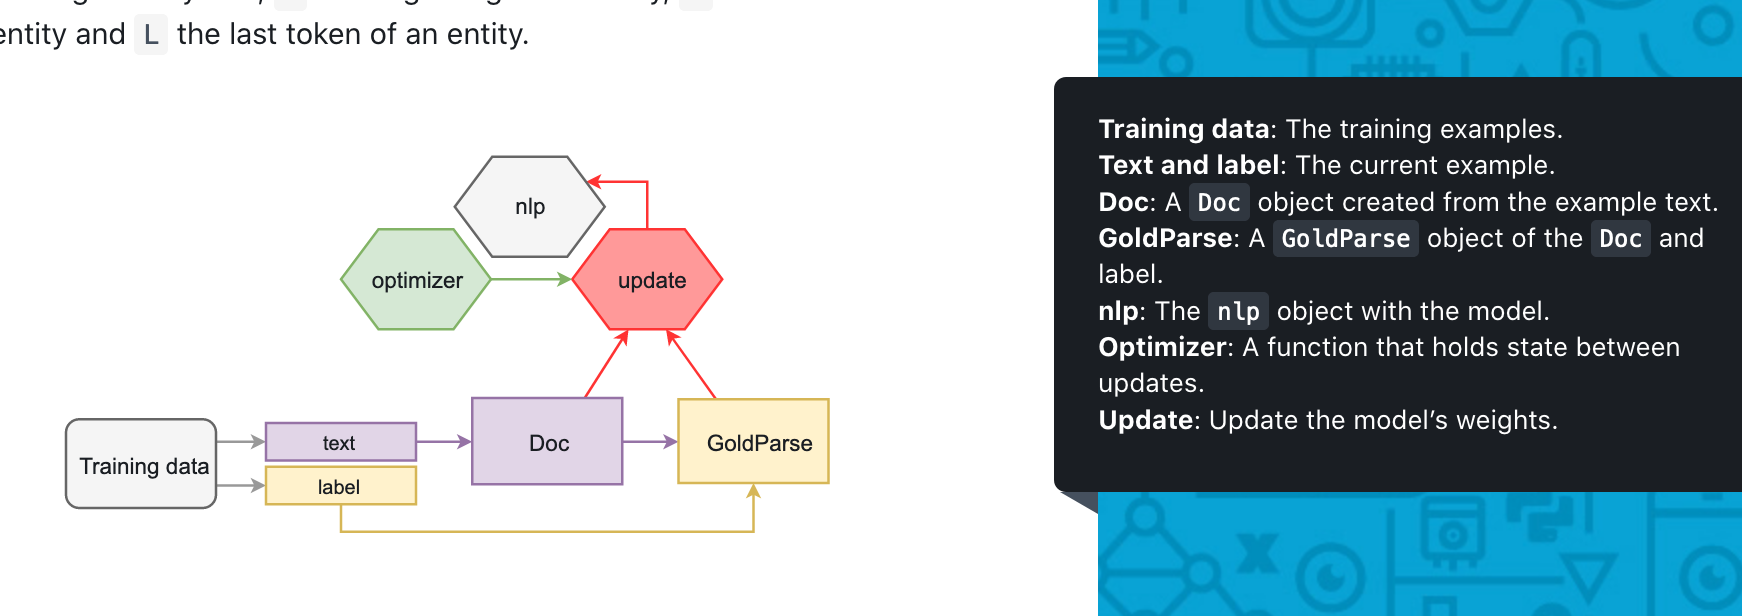 entity and L the last token of an entity.
nlp
optimizer
update
Training data
text
label
Doc
GoldParse
Training data: The training examples.
Text and label: The current example.
Doc: A Doc object created from the example text.
GoldParse: A GoldParse object of the Doc and
label.
nlp: The nlp object with the model.
Optimizer: A function that holds state between
updates.
Update: Update the model’s weights.